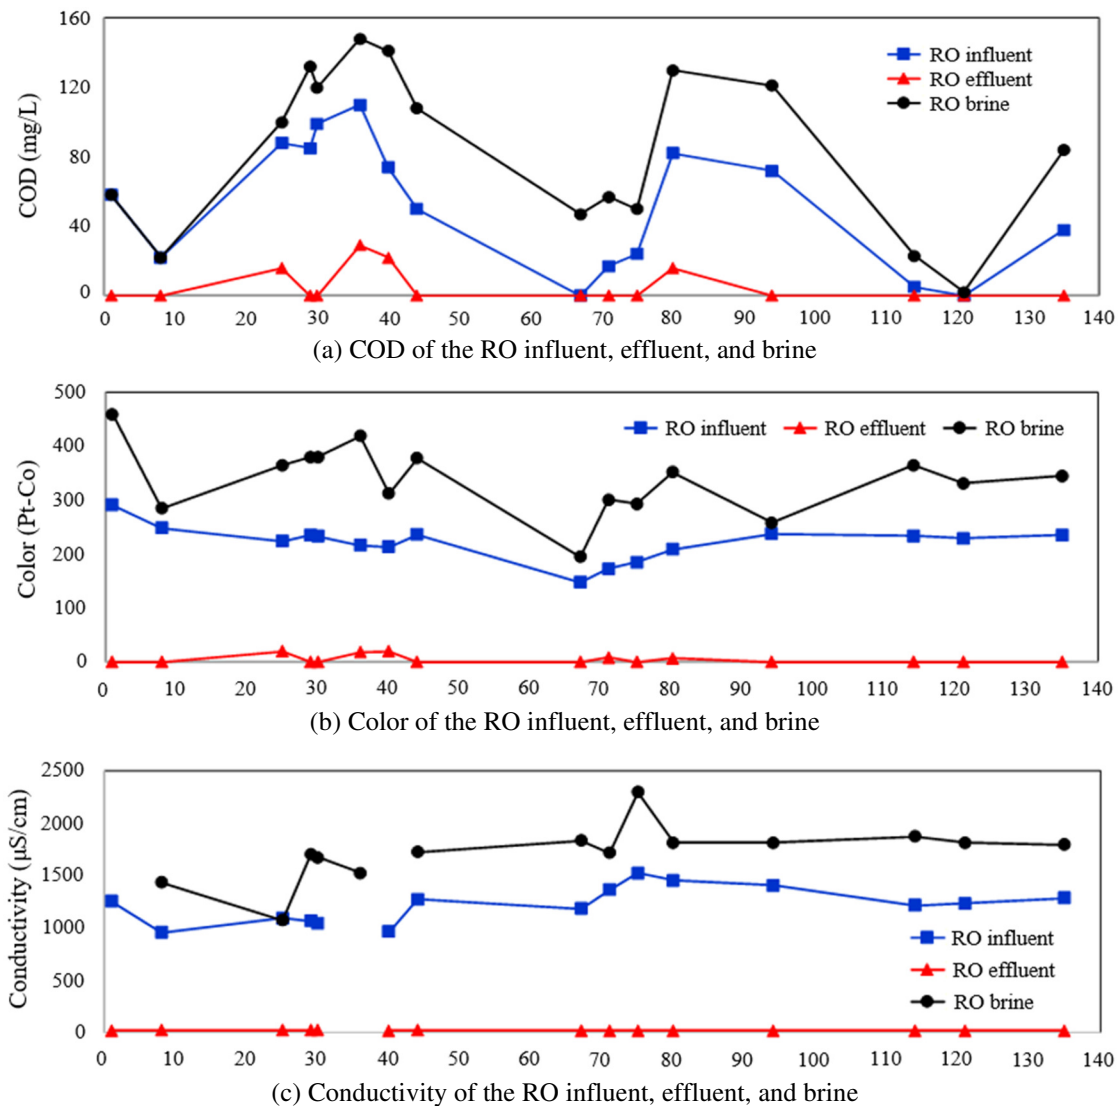 160
120
80
40
0
COD (mg/L)
RO influent
RO effluent
RO brine
0 10 20 30 40 50 60 70 80 90 100 110 120 130 140
(a) COD of the RO influent, effluent, and brine
500
400
300
200
100
0
Color (Pt-Co)
RO influent RO effluent RO brine
0 10 20 30 40 50 60 70 80 90 100 110 120 130 140
(b) Color of the RO influent, effluent, and brine
2500
2000
1500
1000
500
0
Conductivity (µS/cm)
RO influent
RO effluent
RO brine
0 10 20 30 40 50 60 70 80 90 100 110 120 130 140
(c) Conductivity of the RO influent, effluent, and brine